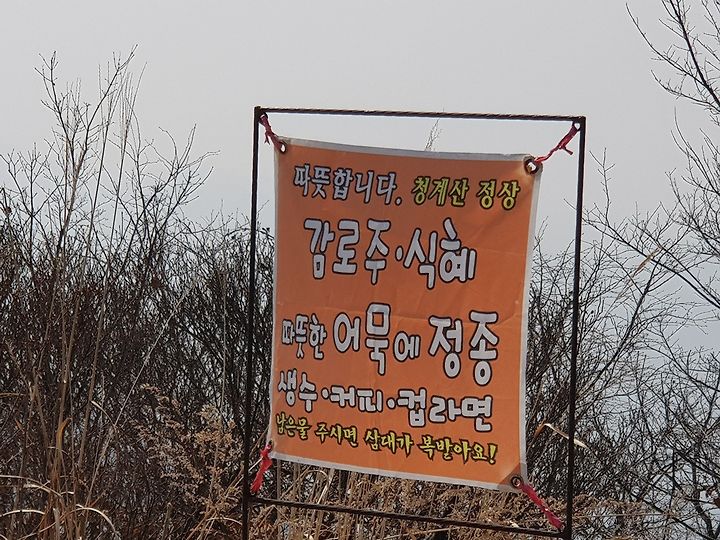 따뜻합니다. 청계산 정상
감로주·식혜
따뜻한 어묵에 정종
생수·커피·컵라면
남은물 주시면 삼대가 복받아요!